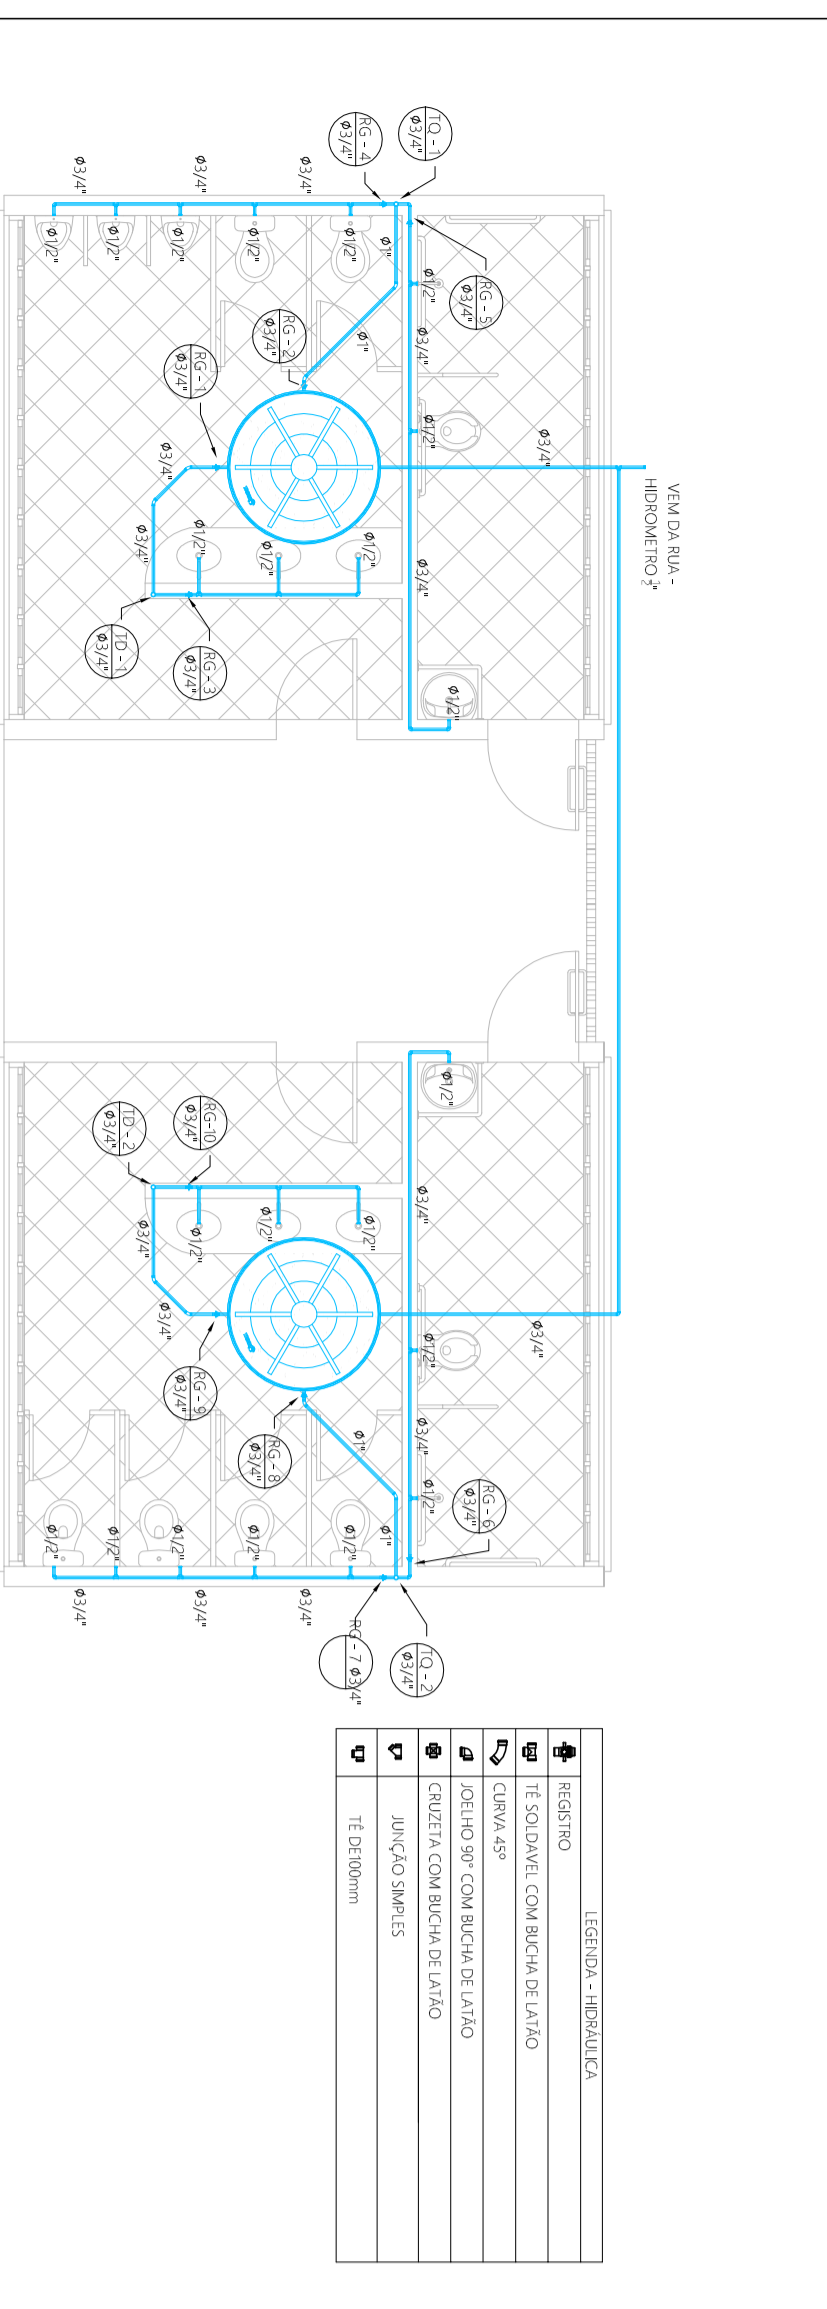 TQ - 1
Ø3/4"
RG - 4
Ø3/4"
Ø3/4"
Ø3/4"
Ø3/4"
Ø1/2"
Ø1/2"
Ø1/2"
Ø1/2"
Ø1/2"
Ø1"
Ø1/2"
RG - 5
Ø3/4"
RG - 2
Ø3/4"
Ø1"
Ø3/4"
RG - 1
Ø3/4"
Ø1/2"
Ø3/4"
Ø3/4"
VEM DA RUA -
HIDROMETRO ½"
Ø3/4"
Ø1/2"
Ø1/2"
Ø1/2"
Ø3/4"
TD - 1
Ø3/4"
RG - 3
Ø3/4"
Ø1/2"
Ø1/2"
TD - 2
Ø3/4"
RG-10
Ø3/4"
Ø3/4"
Ø3/4"
Ø1/2"
Ø1/2"
Ø1/2"
Ø3/4"
Ø3/4"
Ø1/2"
RG - 9
Ø3/4"
RG - 8
Ø3/4"
Ø1"
Ø3/4"
Ø1/2"
RG - 6
Ø3/4"
Ø1/2"
Ø1/2"
Ø1/2"
Ø1/2"
Ø1/2"
Ø1"
Ø3/4"
Ø3/4"
Ø3/4"
RG - 7 Ø3/4"
TQ - 2
Ø3/4"
LEGENDA - HIDRÁULICA
REGISTRO
TÊ SOLDAVEL COM BUCHA DE LATÃO
CURVA 45º
JOELHO 90° COM BUCHA DE LATÃO
CRUZETA COM BUCHA DE LATÃO
JUNÇÃO SIMPLES
TÊ DE100mm